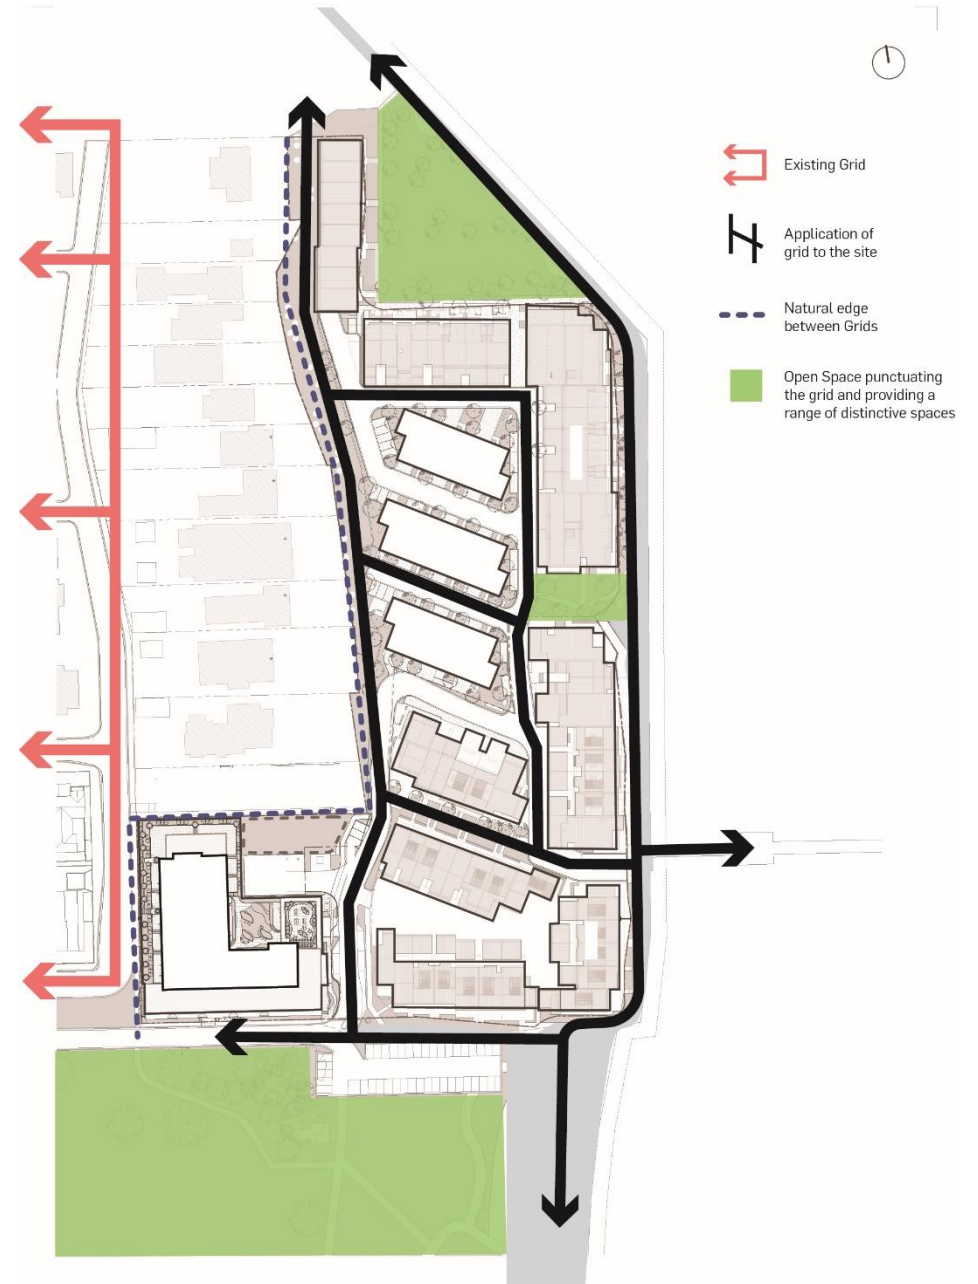 Existing Grid
Application of
grid to the site
Natural edge
between Grids
Open Space punctuating
the grid and providing a
range of distinctive spaces